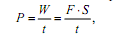 P = W/t = F · S/t,